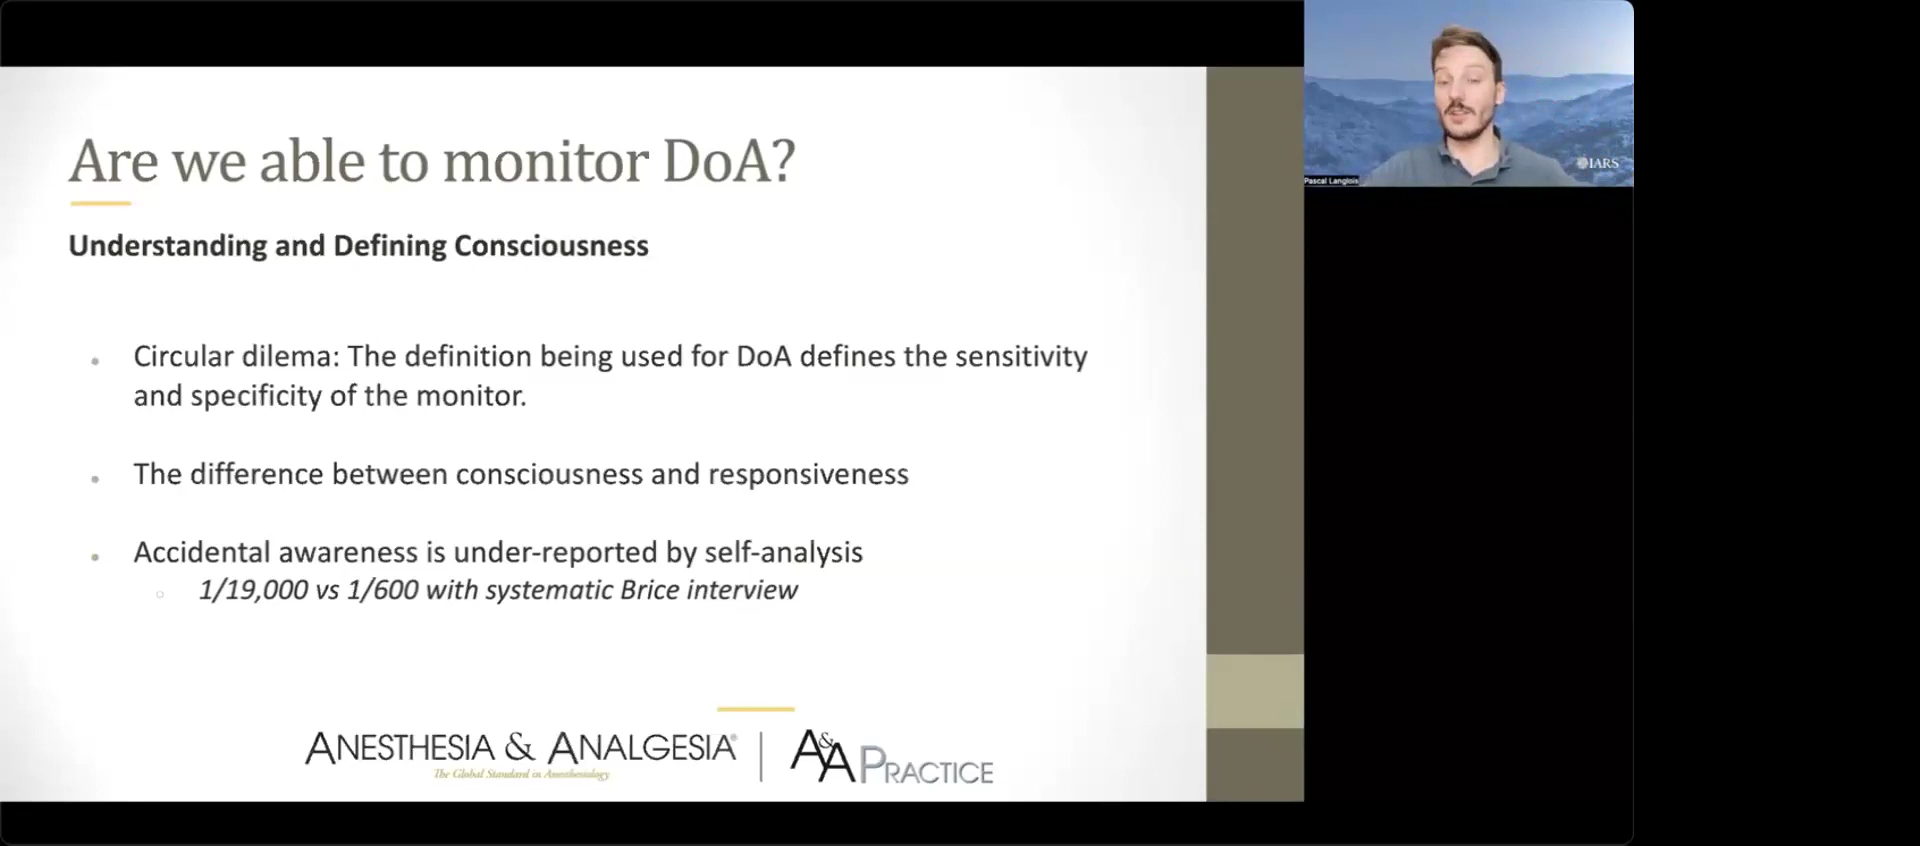 Are we able to monitor DoA?
Understanding and Defining Consciousness
Circular dilema: The definition being used for DoA defines the sensitivity
and specificity of the monitor.
The difference between consciousness and responsiveness
Accidental awareness is under-reported by self-analysis
1/19,000 vs 1/600 with systematic Brice interview
ANESTHESIA & ANALGESIA®
The Global Standard in Anesthesiology
A&A PRACTICE
IARS
Pascal Langlois